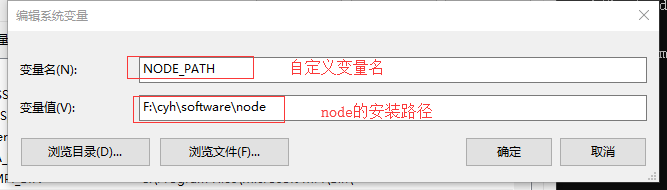 编辑系统变量
变量名(N): NODE_PATH 自定义变量名
变量值(V): F:\cyh\software\node node的安装路径
浏览目录(D)... 浏览文件(F)... 确定 取消